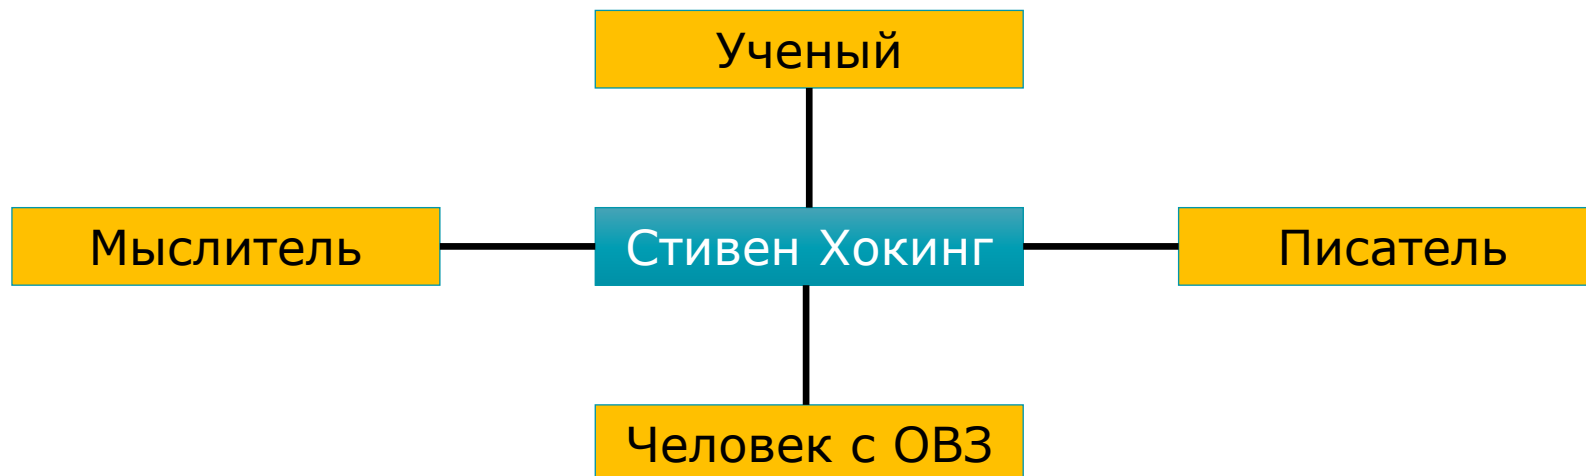 Ученый
Мыслитель
Стивен Хокинг
Писатель
Человек с ОВЗ